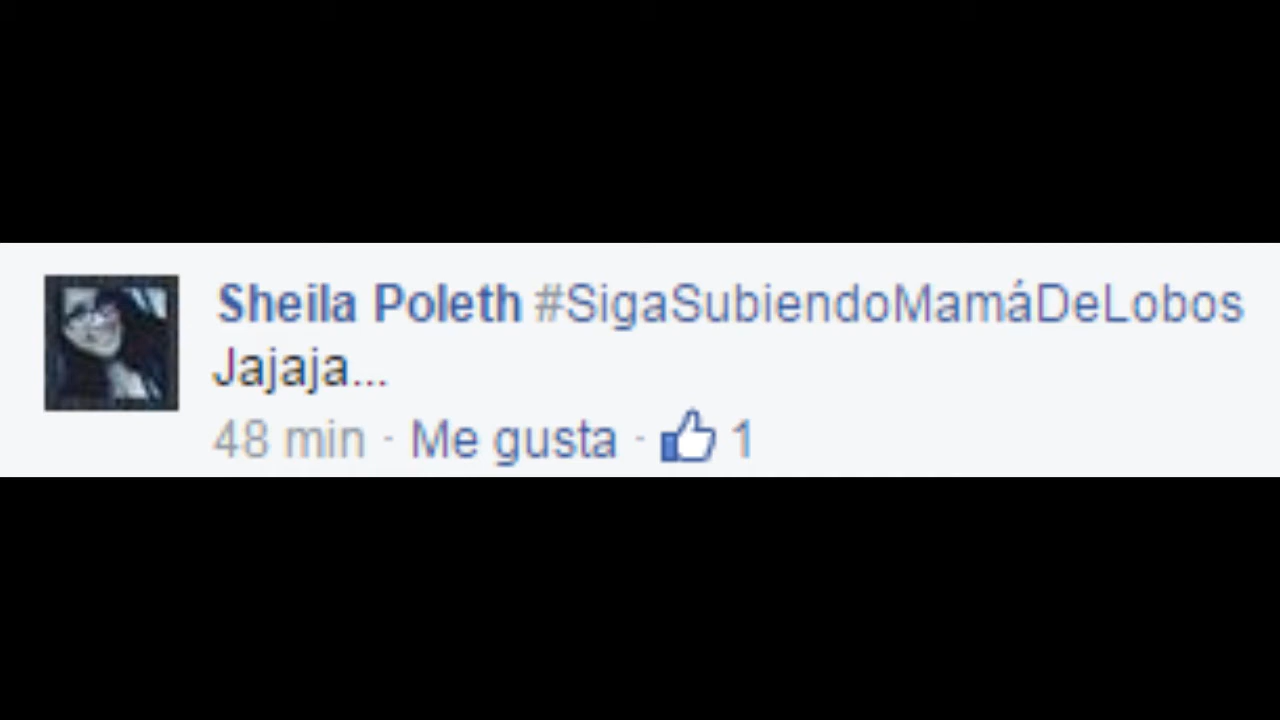 Sheila Poleth #SigaSubiendoMamáDeLobos
Jajaja...
48 min · Me gusta · 1